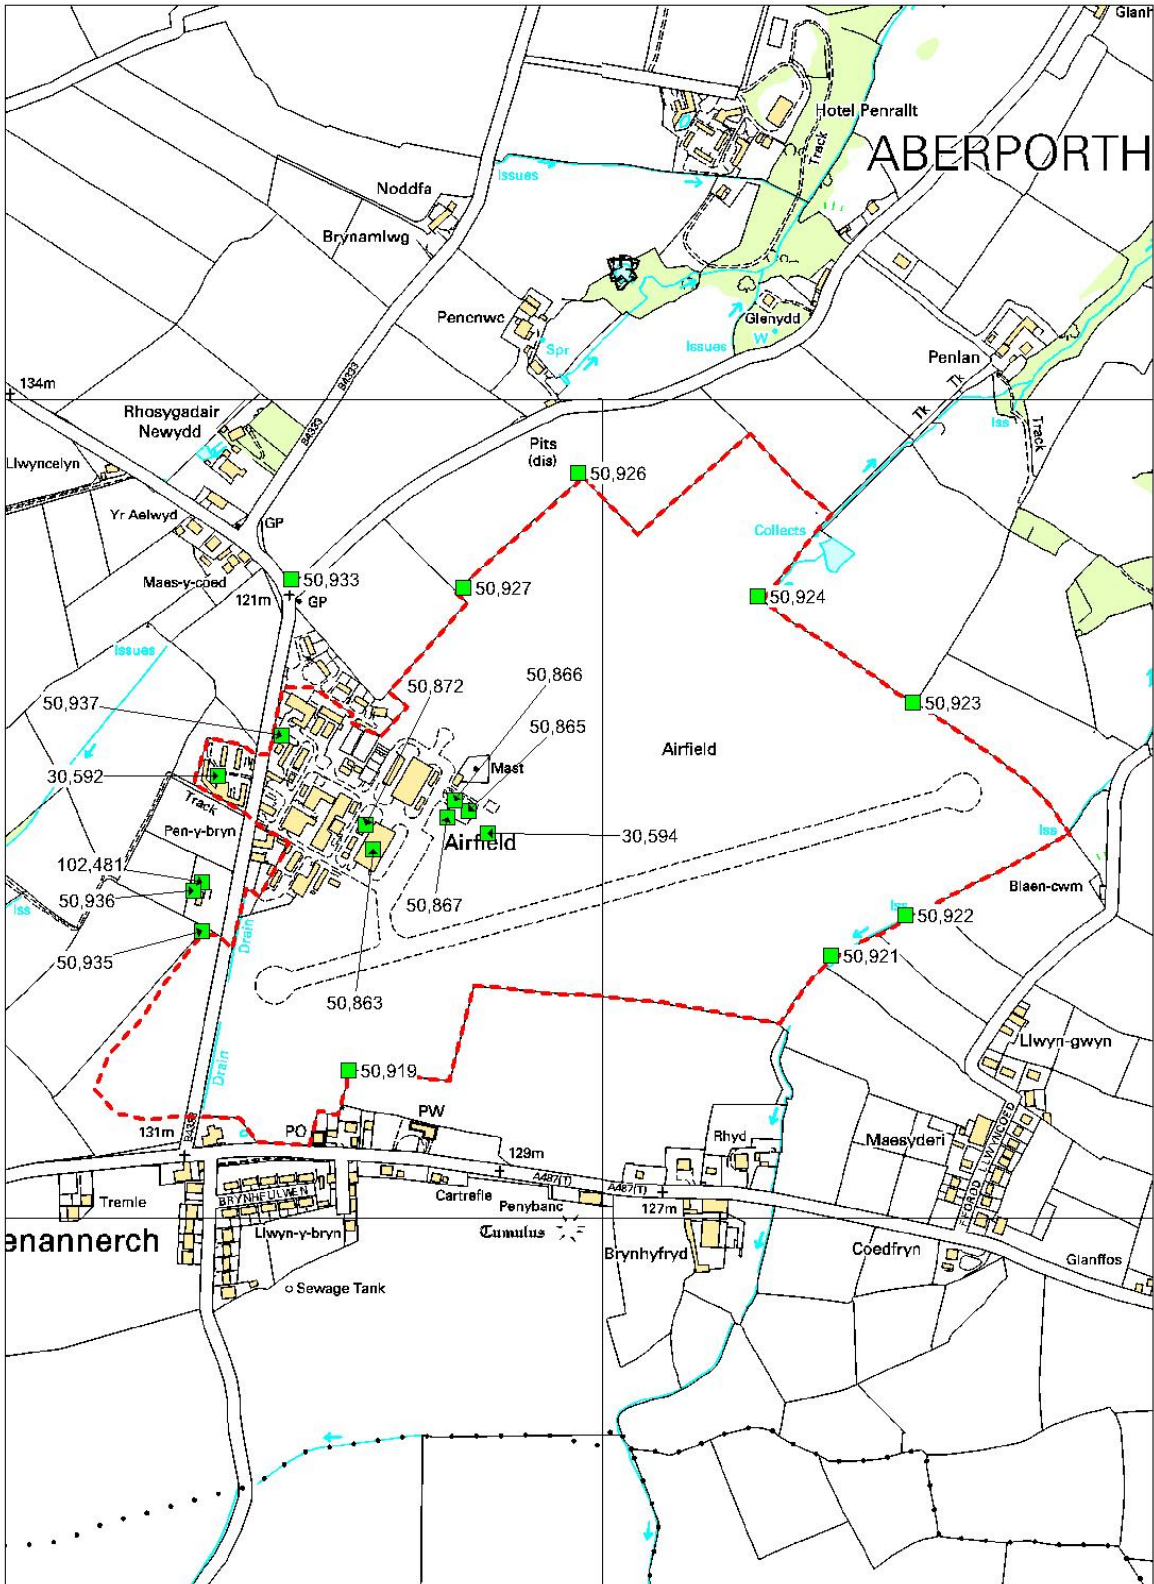 Glanh
Hotel Penrallt
ABERPORTH
Track
Issues
Noddfa
Brynamlwg
Pencnwc
Spr
Issues
Glenydd
W
Penlan
B4333
134m
Tk
Rhosygadair
Newydd
B4333
Tk
Iss
Track
Pits
(dis)
Llwyncelyn
50,926
Yr Aelwyd
GP
Collects
Maes-y-coed
50,933
50,927
50,924
121m
GP
Issues
50,872
50,866
50,937
50,923
50,865
Airfield
Mast
30,592
Track
Pen-y-bryn
30,594
Iss
Airfield
102,481
50,936
Blaen-cwm
50,867
Iss
Iss
50,922
Drain
50,935
50,921
50,863
Llwyn-gwyn
Drain
50,919
B4333
131m
PO
PW
Rhyd
Maesyderi
129m
FFOROD LLWYNCOED
A487(T)
A487(T)
Tremle
BRYNHEULWEN
Cartrefle
Penybanc
127m
Llwyn-y-bryn
Tumulus
enannerch
Brynhyfryd
Coedfryn
Glanffos
Sewage Tank